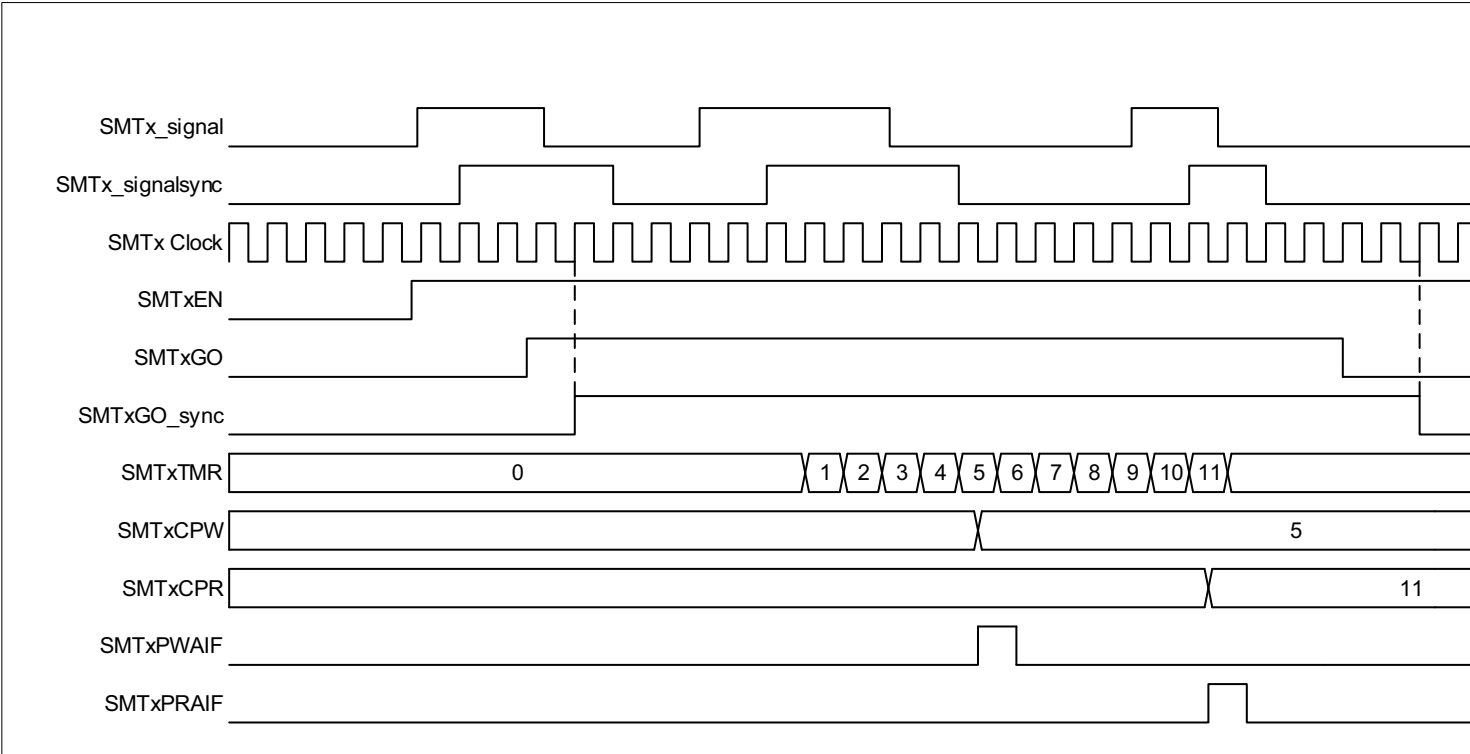 SMTx_signal
SMTx_signalsync
SMTx Clock
SMTxEN
SMTxGO
SMTxGO_sync
SMTxTMR 0 1 2 3 4 5 6 7 8 9 10 11
SMTxCPW 5
SMTxCPR 11
SMTxPWAIF
SMTxPRAIF